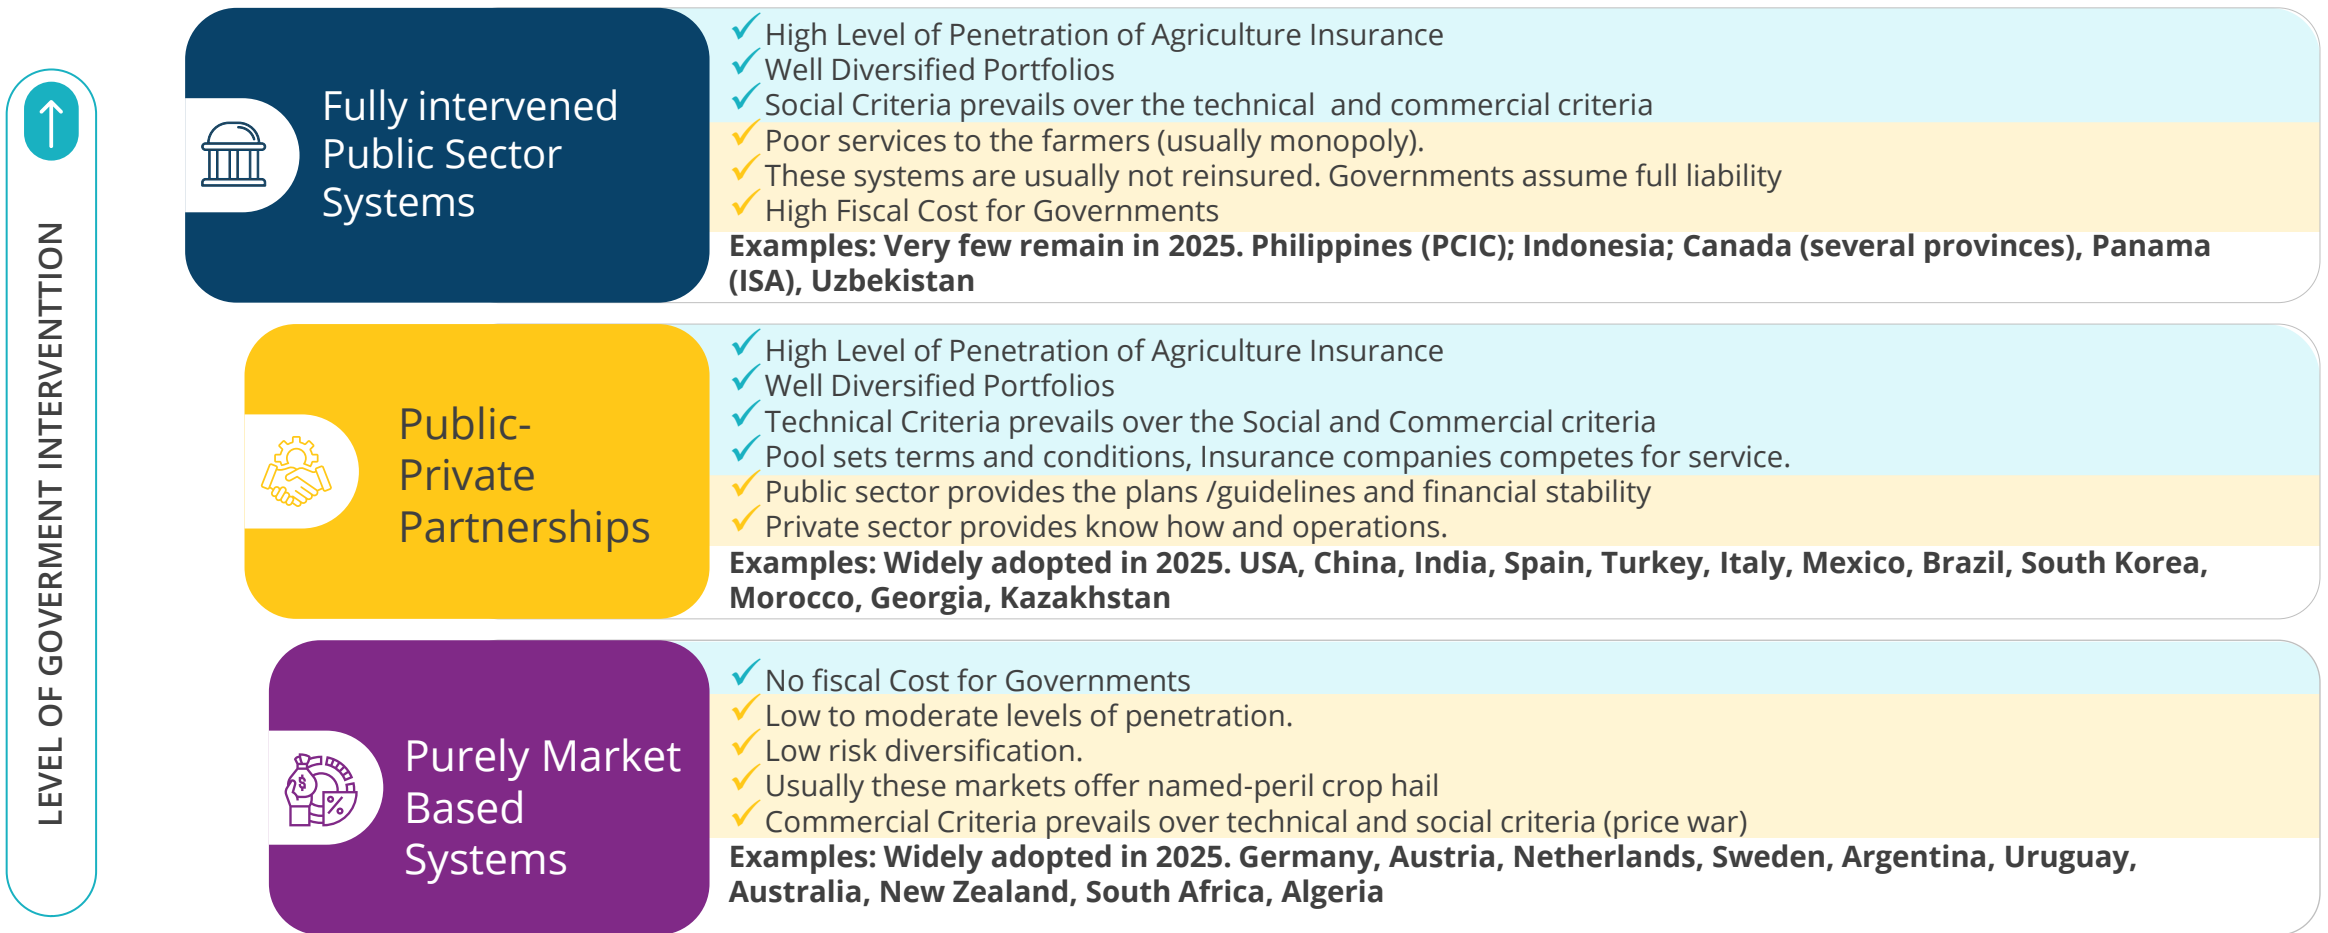 LEVEL OF GOVERMENT INTERVENTTION
Fully intervened
Public Sector
Systems
High Level of Penetration of Agriculture Insurance
Well Diversified Portfolios
Social Criteria prevails over the technical and commercial criteria
Poor services to the farmers (usually monopoly).
These systems are usually not reinsured. Governments assume full liability
High Fiscal Cost for Governments
Examples: Very few remain in 2025. Philippines (PCIC); Indonesia; Canada (several provinces), Panama
(ISA), Uzbekistan
Public-
Private
Partnerships
High Level of Penetration of Agriculture Insurance
Well Diversified Portfolios
Technical Criteria prevails over the Social and Commercial criteria
Pool sets terms and conditions, Insurance companies competes for service.
Public sector provides the plans /guidelines and financial stability
Private sector provides know how and operations.
Examples: Widely adopted in 2025. USA, China, India, Spain, Turkey, Italy, Mexico, Brazil, South Korea,
Morocco, Georgia, Kazakhstan
Purely Market
Based
Systems
No fiscal Cost for Governments
Low to moderate levels of penetration.
Low risk diversification.
Usually these markets offer named-peril crop hail
Commercial Criteria prevails over technical and social criteria (price war)
Examples: Widely adopted in 2025. Germany, Austria, Netherlands, Sweden, Argentina, Uruguay,
Australia, New Zealand, South Africa, Algeria